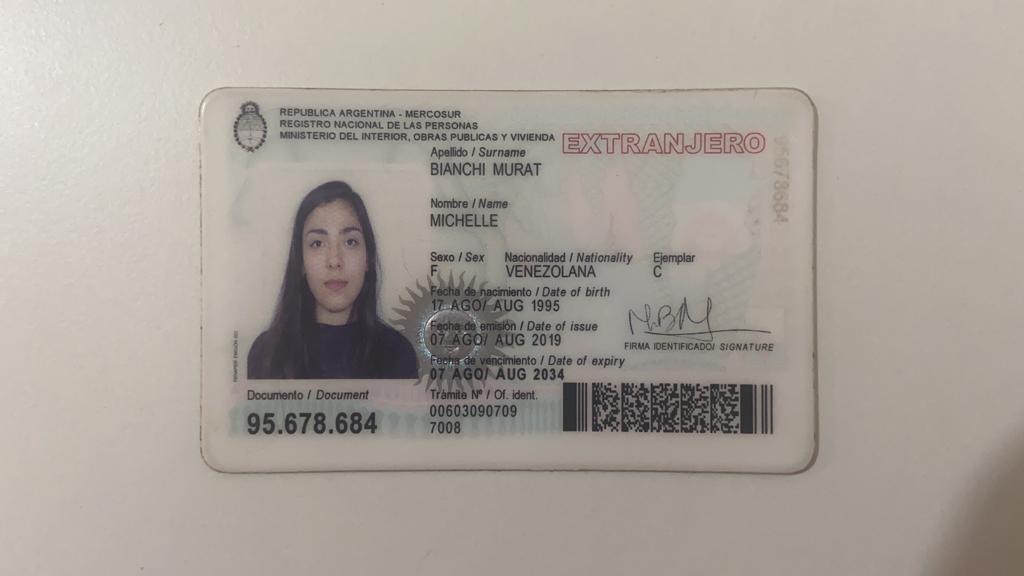 REPUBLICA ARGENTINA - MERCOSUR
REGISTRO NACIONAL DE LAS PERSONAS
MINISTERIO DEL INTERIOR, OBRAS PUBLICAS Y VIVIENDA
EXTRANJERO
Apellido / Surname
BIANCHI MURAT
Nombre / Name
MICHELLE
Sexo / Sex Nacionalidad / Nationality Ejemplar
F VENEZOLANA C
Fecha de nacimiento / Date of birth
17 AGO/ AUG 1995
Fecha de emisión / Date of issue
07 AGO/ AUG 2019
FIRMA IDENTIFICADO/ SIGNATURE
Fecha de vencimiento / Date of expiry
07 AGO/ AUG 2034
Documento / Document
95.678.684
Trámite Nº / Of. ident.
00603090709
7008
95678684